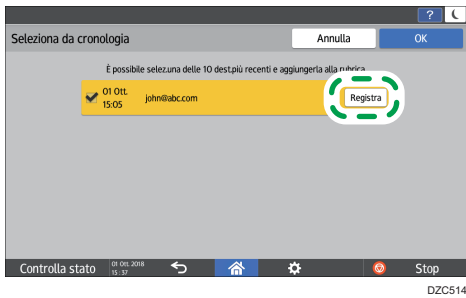 ?
Seleziona da cronologia
Annulla
OK
È possibile selez.una delle 10 dest.più recenti e aggiungerla alla rubrica.
01 Ott.
15:05
john@abc.com
Registra
Controlla stato
01 Ott. 2018
15 : 37
Stop
DZC514